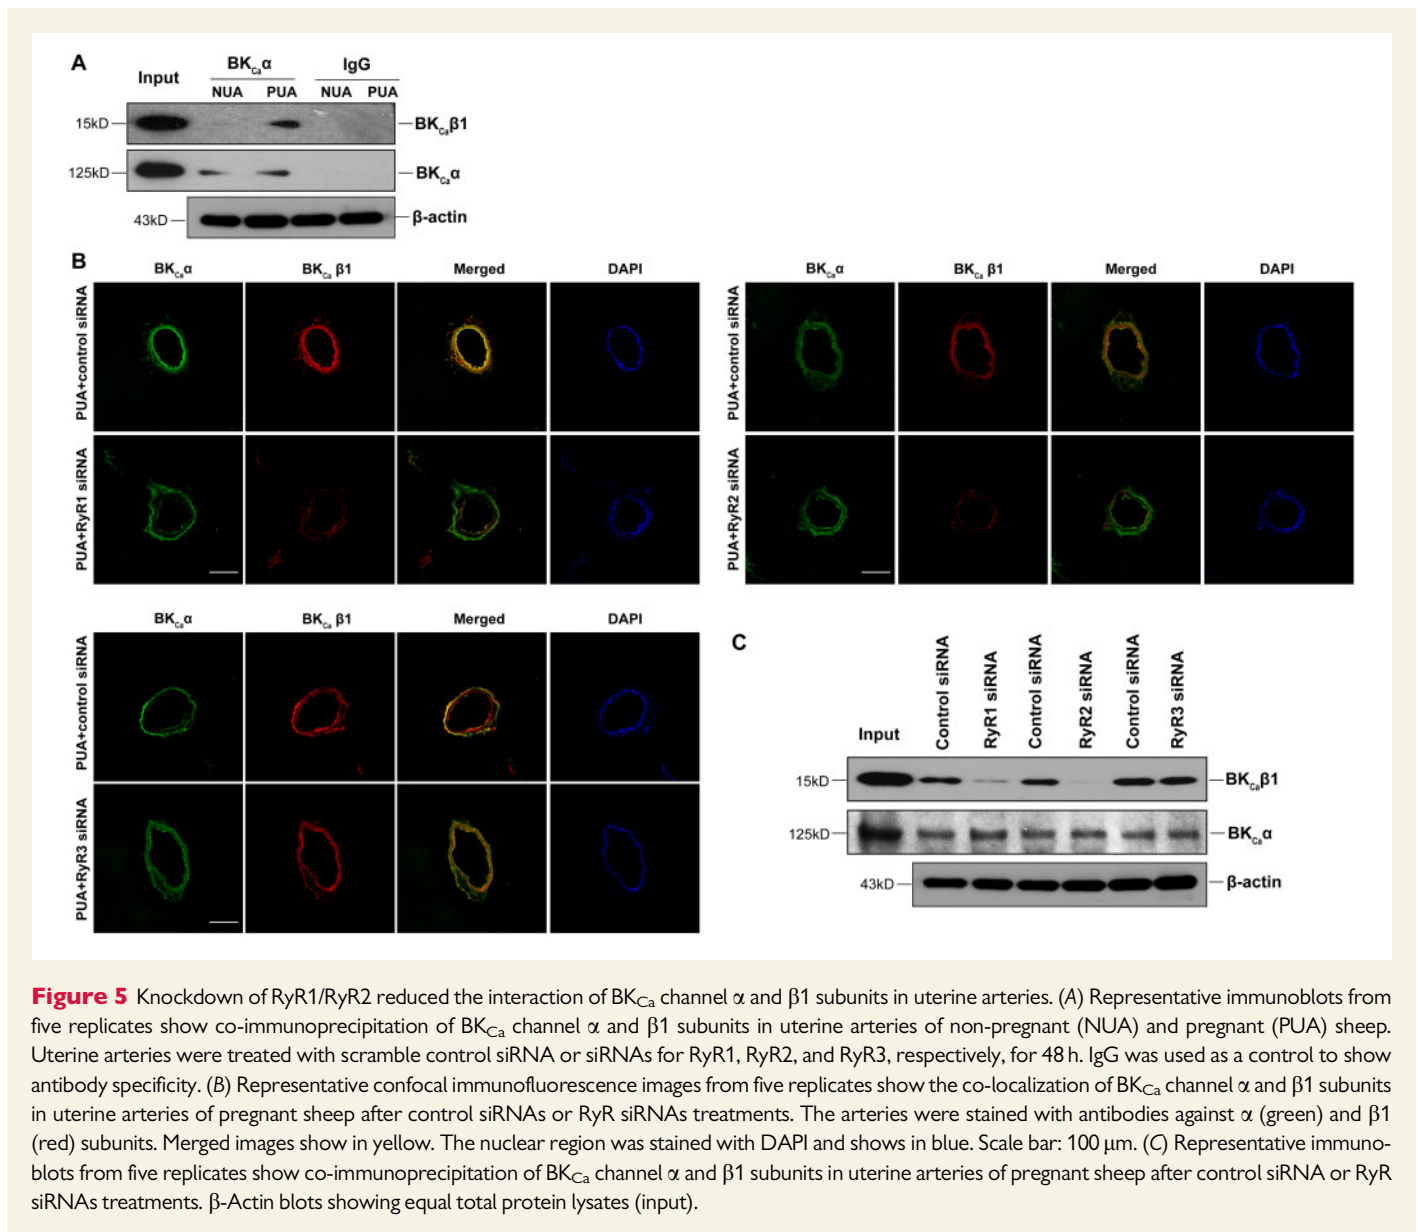 A
Input
BKCaα
IgG
NUA PUA NUA PUA
15kD
BKCaβ1
125kD
BKCaα
43kD
β-actin
B
BKCaα BKCa β1 Merged DAPI
PUA+control siRNA
PUA+RyR1 siRNA
BKCaα BKCa β1 Merged DAPI
PUA+control siRNA
PUA+RyR2 siRNA
BKCaα BKCa β1 Merged DAPI
PUA+control siRNA
PUA+RyR3 siRNA
C
Input
Control siRNA
RyR1 siRNA
Control siRNA
RyR2 siRNA
Control siRNA
RyR3 siRNA
15kD
BKCaβ1
125kD
BKCaα
43kD
β-actin
Figure 5 Knockdown of RyR1/RyR2 reduced the interaction of BKCa channel α and β1 subunits in uterine arteries. (A) Representative immunoblots from
five replicates show co-immunoprecipitation of BKCa channel α and β1 subunits in uterine arteries of non-pregnant (NUA) and pregnant (PUA) sheep.
Uterine arteries were treated with scramble control siRNA or siRNAs for RyR1, RyR2, and RyR3, respectively, for 48 h. IgG was used as a control to show
antibody specificity. (B) Representative confocal immunofluorescence images from five replicates show the co-localization of BKCa channel α and β1 subunits
in uterine arteries of pregnant sheep after control siRNAs or RyR siRNAs treatments. The arteries were stained with antibodies against α (green) and β1
(red) subunits. Merged images show in yellow. The nuclear region was stained with DAPI and shows in blue. Scale bar: 100 μm. (C) Representative immuno-
blots from five replicates show co-immunoprecipitation of BKCa channel α and β1 subunits in uterine arteries of pregnant sheep after control siRNA or RyR
siRNAs treatments. β-Actin blots showing equal total protein lysates (input).